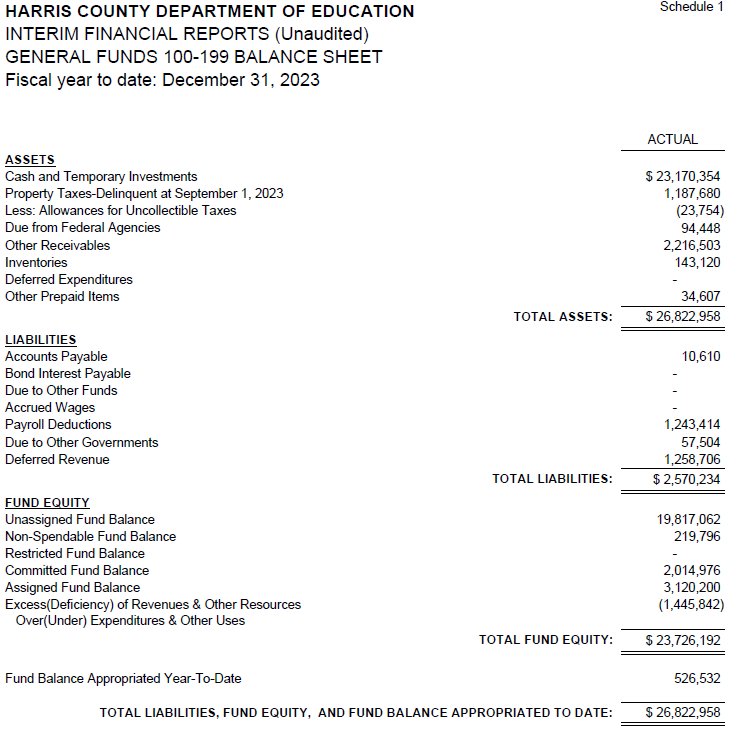 HARRIS COUNTY DEPARTMENT OF EDUCATION Schedule 1
INTERIM FINANCIAL REPORTS (Unaudited)
GENERAL FUNDS 100-199 BALANCE SHEET
Fiscal year to date: December 31, 2023
ACTUAL
ASSETS
Cash and Temporary Investments $ 23,170,354
Property Taxes-Delinquent at September 1, 2023 1,187,680
Less: Allowances for Uncollectible Taxes (23,754)
Due from Federal Agencies 94,448
Other Receivables 2,216,503
Inventories 143,120
Deferred Expenditures -
Other Prepaid Items 34,607
TOTAL ASSETS: $ 26,822,958
LIABILITIES
Accounts Payable 10,610
Bond Interest Payable -
Due to Other Funds -
Accrued Wages -
Payroll Deductions 1,243,414
Due to Other Governments 57,504
Deferred Revenue 1,258,706
TOTAL LIABILITIES: $ 2,570,234
FUND EQUITY
Unassigned Fund Balance 19,817,062
Non-Spendable Fund Balance 219,796
Restricted Fund Balance -
Committed Fund Balance 2,014,976
Assigned Fund Balance 3,120,200
Excess(Deficiency) of Revenues & Other Resources (1,445,842)
Over(Under) Expenditures & Other Uses
TOTAL FUND EQUITY: $ 23,726,192
Fund Balance Appropriated Year-To-Date 526,532
TOTAL LIABILITIES, FUND EQUITY, AND FUND BALANCE APPROPRIATED TO DATE: $ 26,822,958